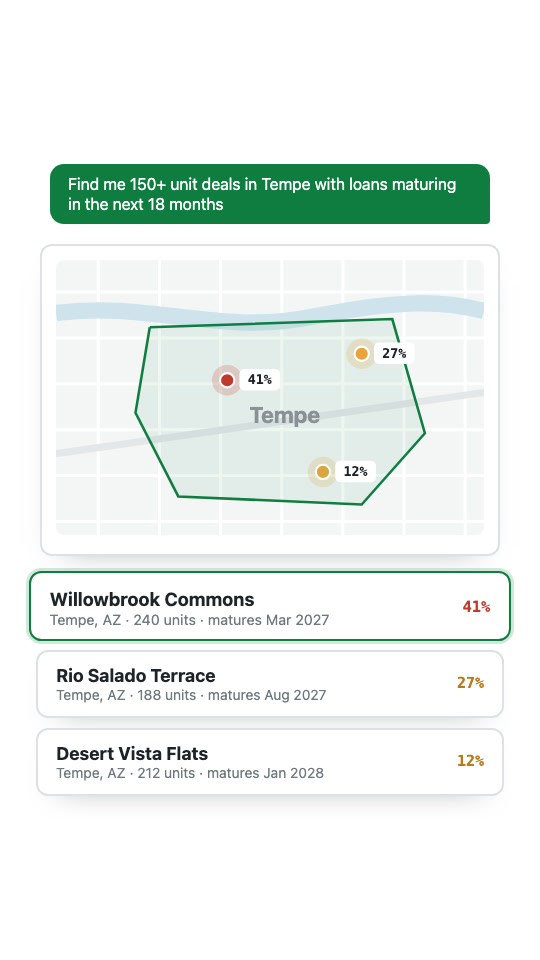 Find me 150+ unit deals in Tempe with loans maturing
in the next 18 months
27%
41%
Tempe
12%
Willowbrook Commons
Tempe, AZ · 240 units · matures Mar 2027
41%
Rio Salado Terrace
Tempe, AZ · 188 units · matures Aug 2027
27%
Desert Vista Flats
Tempe, AZ · 212 units · matures Jan 2028
12%